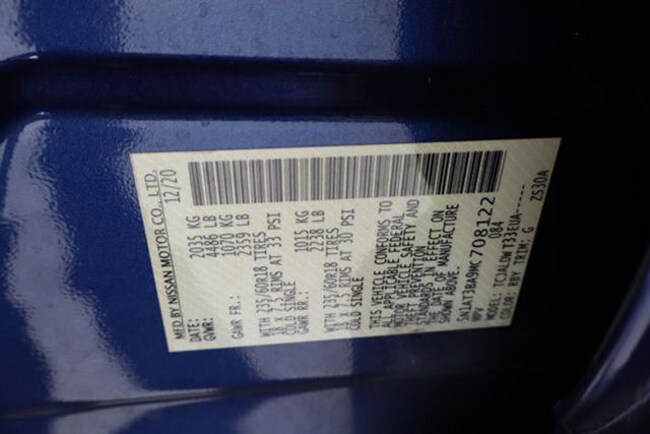 MFD BY NISSAN MOTOR CO., LTD.
DATE: 12/20
GVWR: 2035 KG
4486 LB
GAWR FR.: 1070 KG
2359 LB
WITH 235/60R18 TIRES
18 X 7.5 RIMS AT 33 PSI
COLD SINGLE
GAWR RR.: 1015 KG
2238 LB
WITH 235/60R18 TIRES
18 X 7.5 RIMS AT 30 PSI
COLD SINGLE
THIS VEHICLE CONFORMS TO
ALL APPLICABLE FEDERAL
MOTOR VEHICLE SAFETY AND
THEFT PREVENTION
STANDARDS IN EFFECT ON
THE DATE OF MANUFACTURE
SHOWN ABOVE.
5N1AT3BA9MC708122
MPV 084
MODEL: TCJALDWT33EUA-----
COLOR: RBY TRIM: G ZS30A